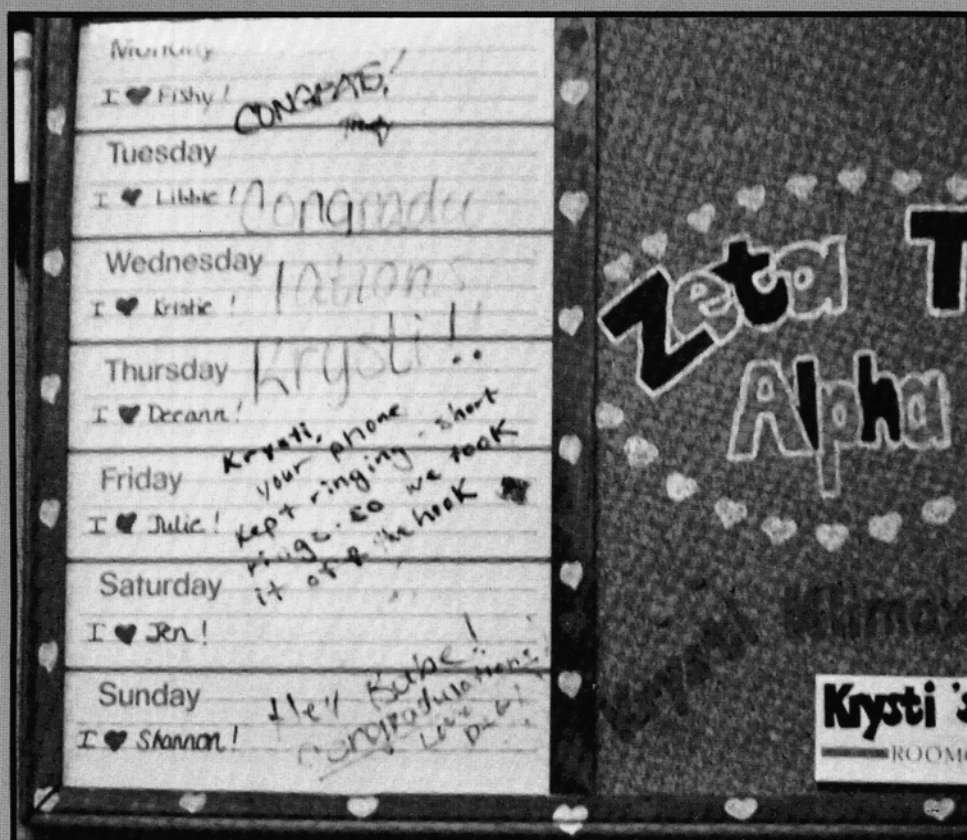 Monday
I ♥ Fishy!
CONGRATS!
Tuesday
I ♥ Libbie!
Congradu
Wednesday
lations
I ♥ Kristie !
Krysti!!
Thursday
I ♥ Deeann!
Krysti,
your phone
kept ringing - short
rings. so we took
it off the hook
Friday
I ♥ Julie!
Saturday
I ♥ Jen!
Sunday
I ♥ Shannon!
Hey Babe!
Congradulations!
Love
Zeta T
Alpha
Klimax
Krysti's
ROOM